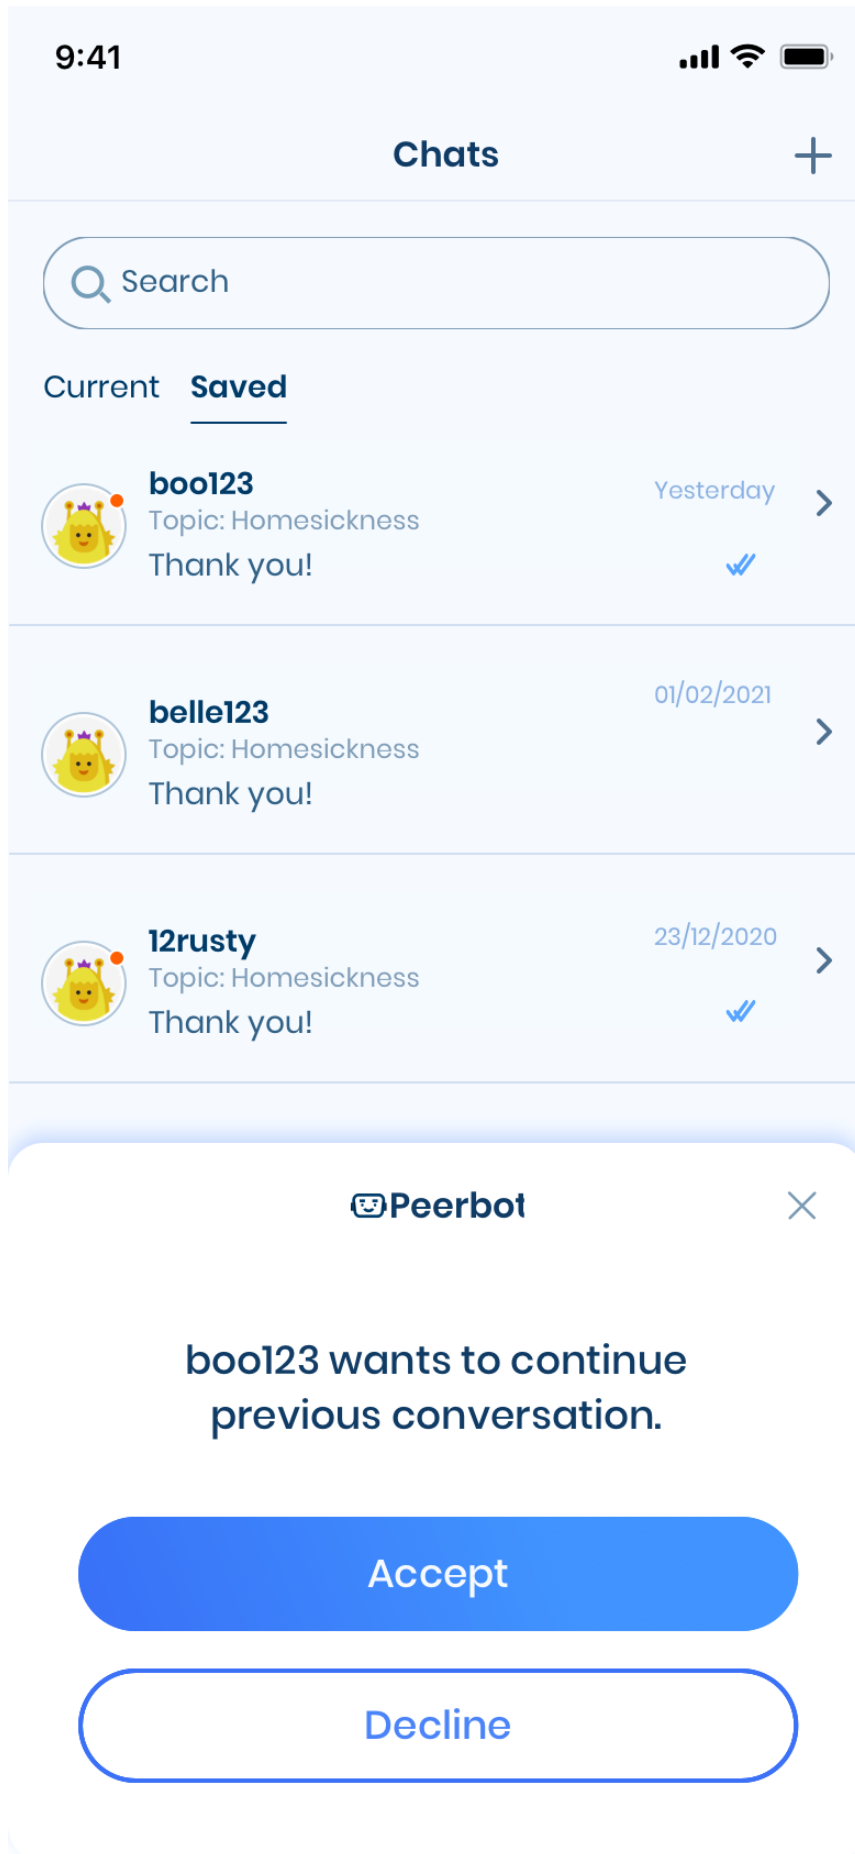 9:41
Chats
Search
Current Saved
boo123
Yesterday
Topic: Homesickness
Thank you!
01/02/2021
belle123
Topic: Homesickness
Thank you!
12rusty
23/12/2020
Topic: Homesickness
Thank you!
Peerbot
boo123 wants to continue
previous conversation.
Accept
Decline